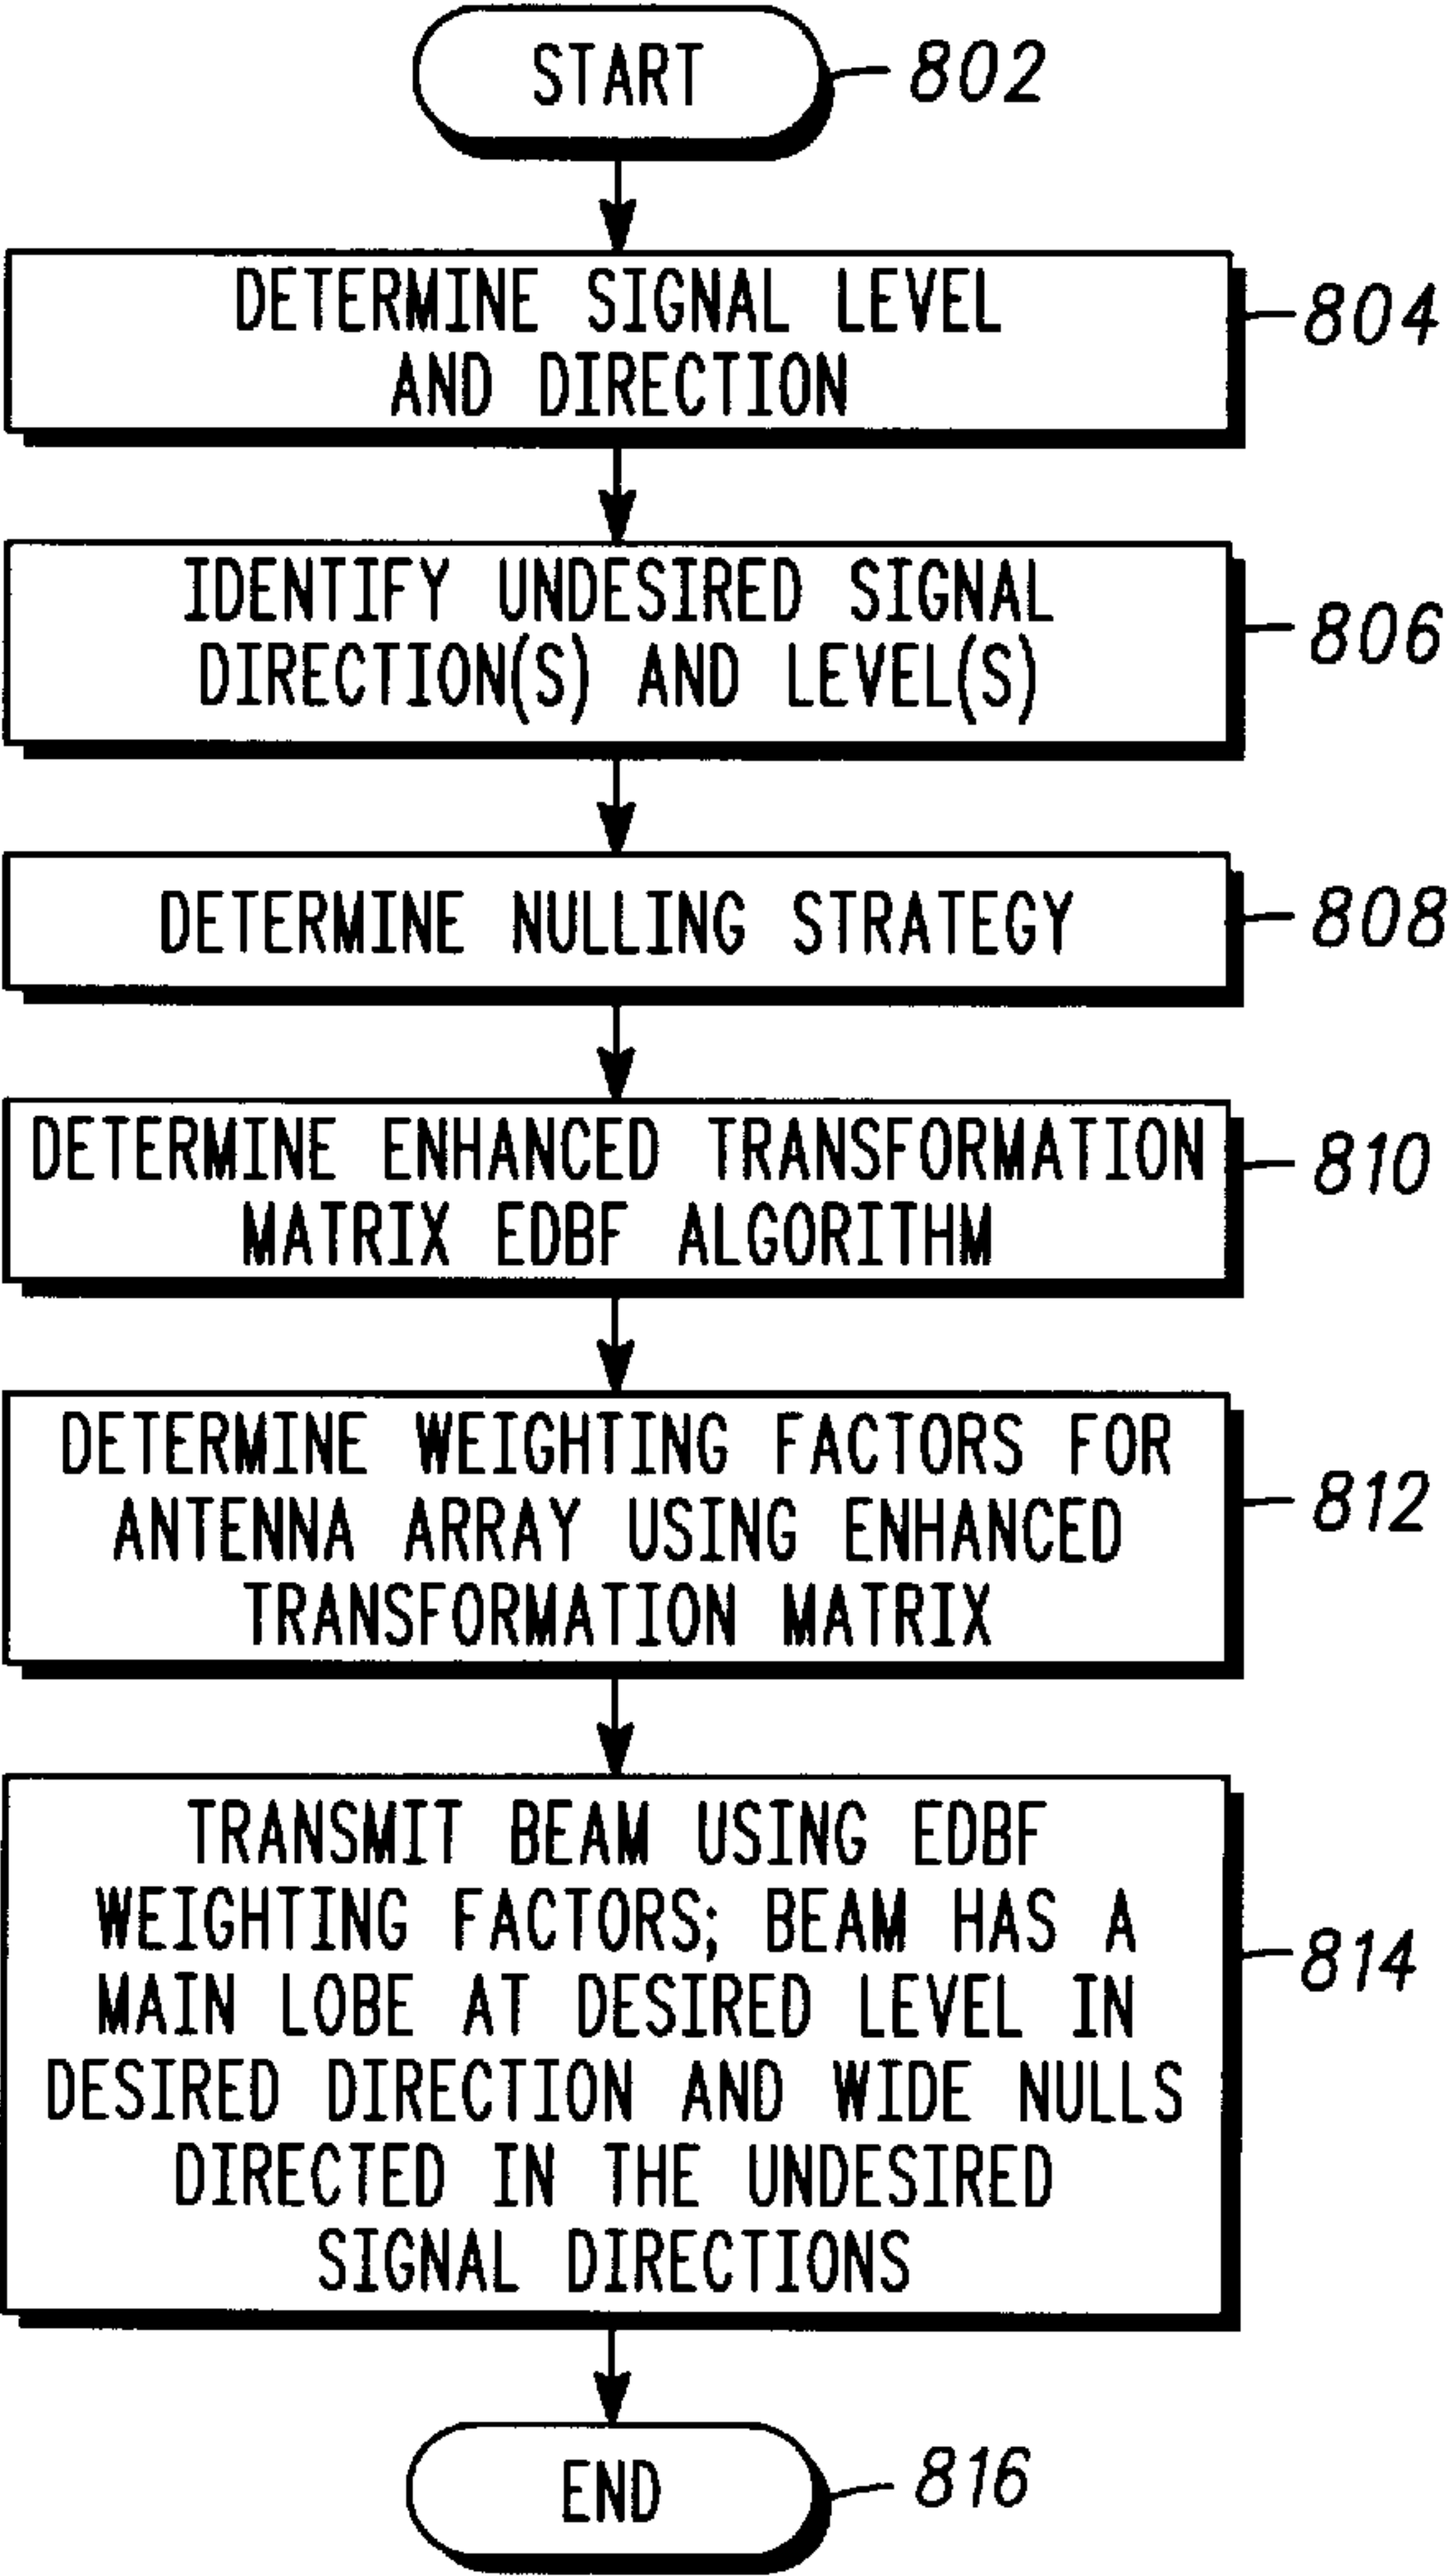 START
802
DETERMINE SIGNAL LEVEL
AND DIRECTION
804
IDENTIFY UNDESIRED SIGNAL
DIRECTION(S) AND LEVEL(S)
806
DETERMINE NULLING STRATEGY
808
DETERMINE ENHANCED TRANSFORMATION
MATRIX EDBF ALGORITHM
810
DETERMINE WEIGHTING FACTORS FOR
ANTENNA ARRAY USING ENHANCED
TRANSFORMATION MATRIX
812
TRANSMIT BEAM USING EDBF
WEIGHTING FACTORS; BEAM HAS A
MAIN LOBE AT DESIRED LEVEL IN
DESIRED DIRECTION AND WIDE NULLS
DIRECTED IN THE UNDESIRED
SIGNAL DIRECTIONS
814
END
816